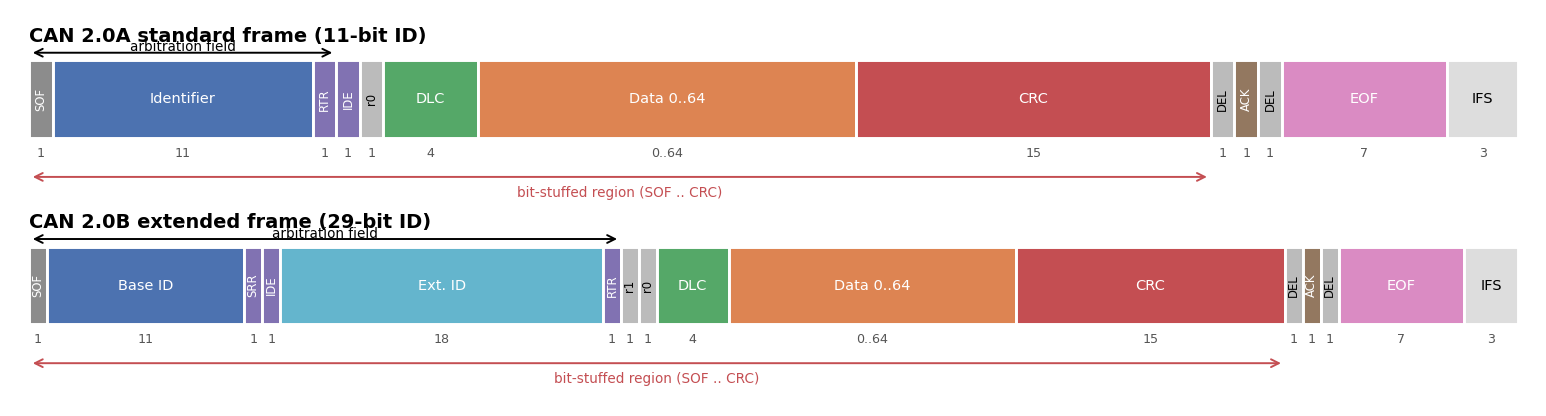 CAN 2.0A standard frame (11-bit ID)
arbitration field
SOF Identifier RTR IDE r0 DLC Data 0..64 CRC DEL ACK DEL EOF IFS
1 11 1 1 1 4 0..64 15 1 1 1 7 3
bit-stuffed region (SOF .. CRC)
CAN 2.0B extended frame (29-bit ID)
arbitration field
SOF Base ID SRR IDE Ext. ID RTR r1 r0 DLC Data 0..64 CRC DEL ACK DEL EOF IFS
1 11 1 1 18 1 1 1 4 0..64 15 1 1 1 7 3
bit-stuffed region (SOF .. CRC)